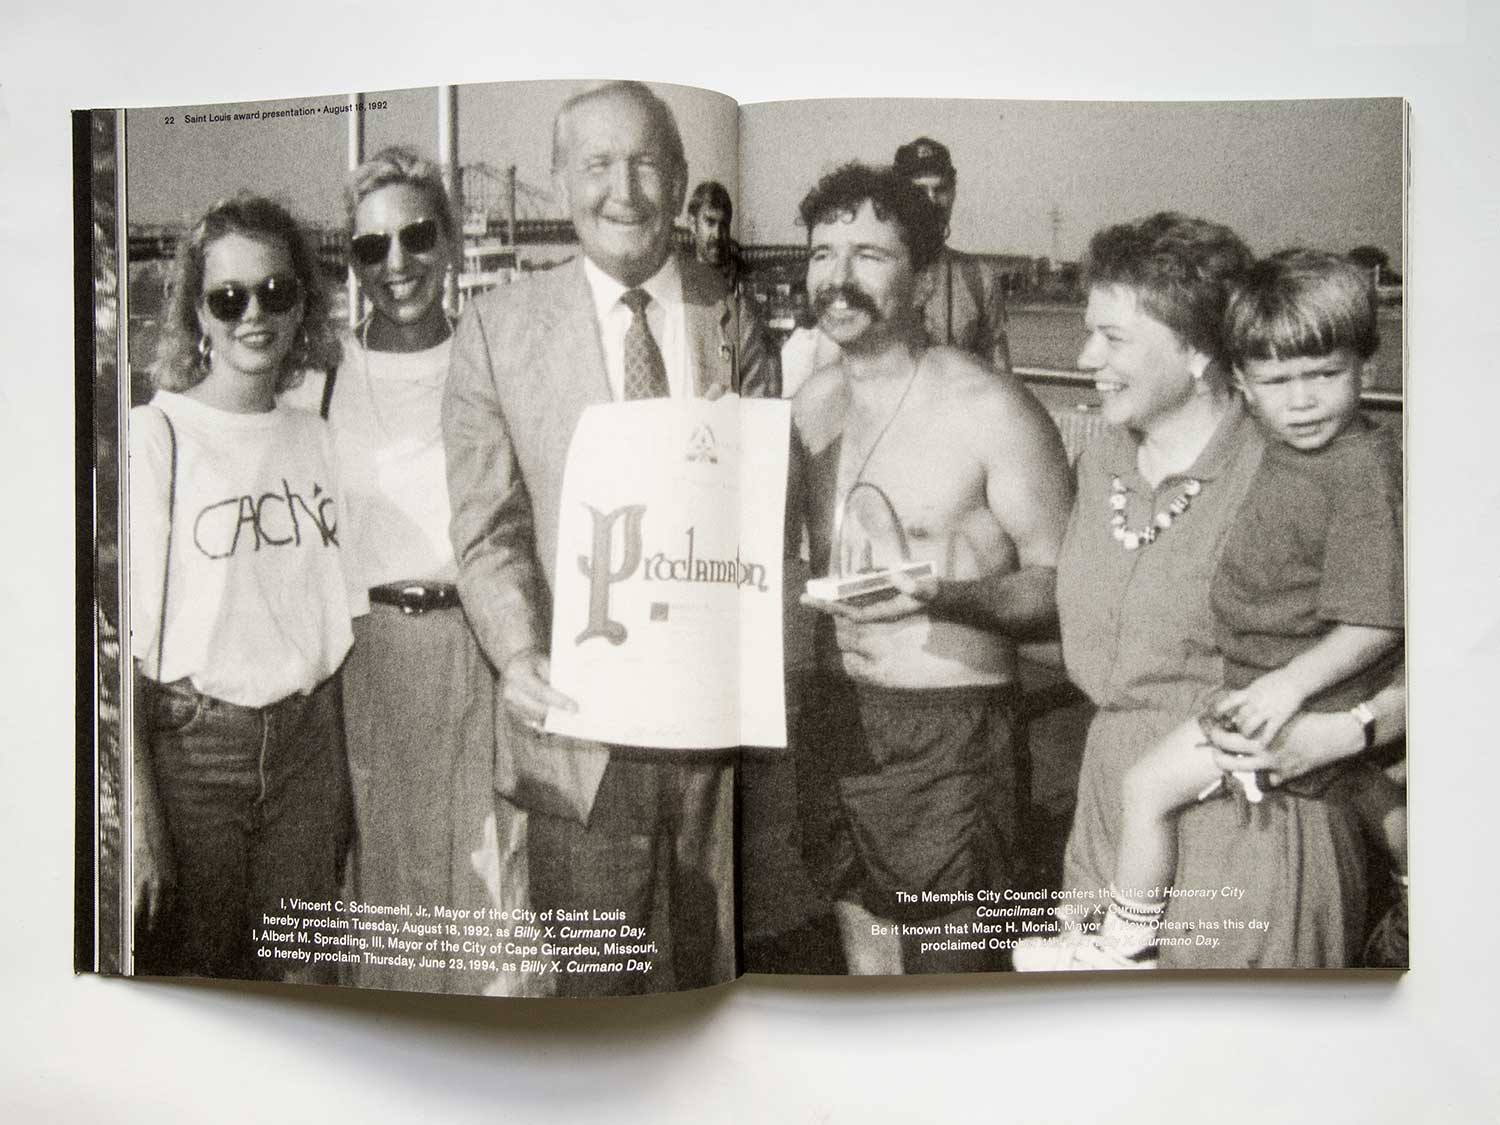 22 Saint Louis award presentation • August 18, 1992
CAChé
Proclamation
I, Vincent C. Schoemehl, Jr., Mayor of the City of Saint Louis
hereby proclaim Tuesday, August 18, 1992, as Billy X. Curmano Day.
I, Albert M. Spradling, III, Mayor of the City of Cape Girardeu, Missouri,
do hereby proclaim Thursday, June 23, 1994, as Billy X. Curmano Day.
The Memphis City Council confers the title of Honorary City
Councilman on Billy X. Curmano.
Be it known that Marc H. Morial, Mayor of New Orleans has this day
proclaimed Billy X. Curmano Day.